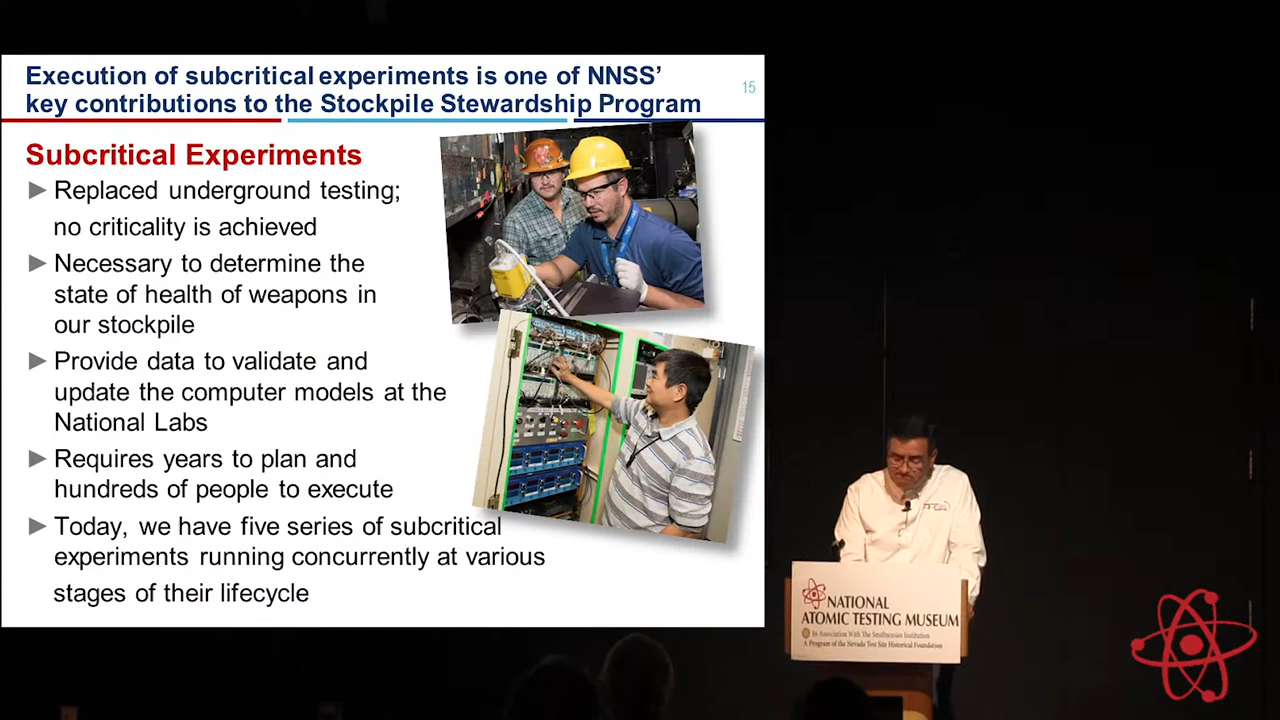 Execution of subcritical experiments is one of NNSS’
key contributions to the Stockpile Stewardship Program
15
Subcritical Experiments
Replaced underground testing;
no criticality is achieved
Necessary to determine the
state of health of weapons in
our stockpile
Provide data to validate and
update the computer models at the
National Labs
Requires years to plan and
hundreds of people to execute
Today, we have five series of subcritical
experiments running concurrently at various
stages of their lifecycle
NATIONAL
ATOMIC TESTING MUSEUM
In Association With The Smithsonian Institution
A Program of the Nevada Test Site Historical Foundation